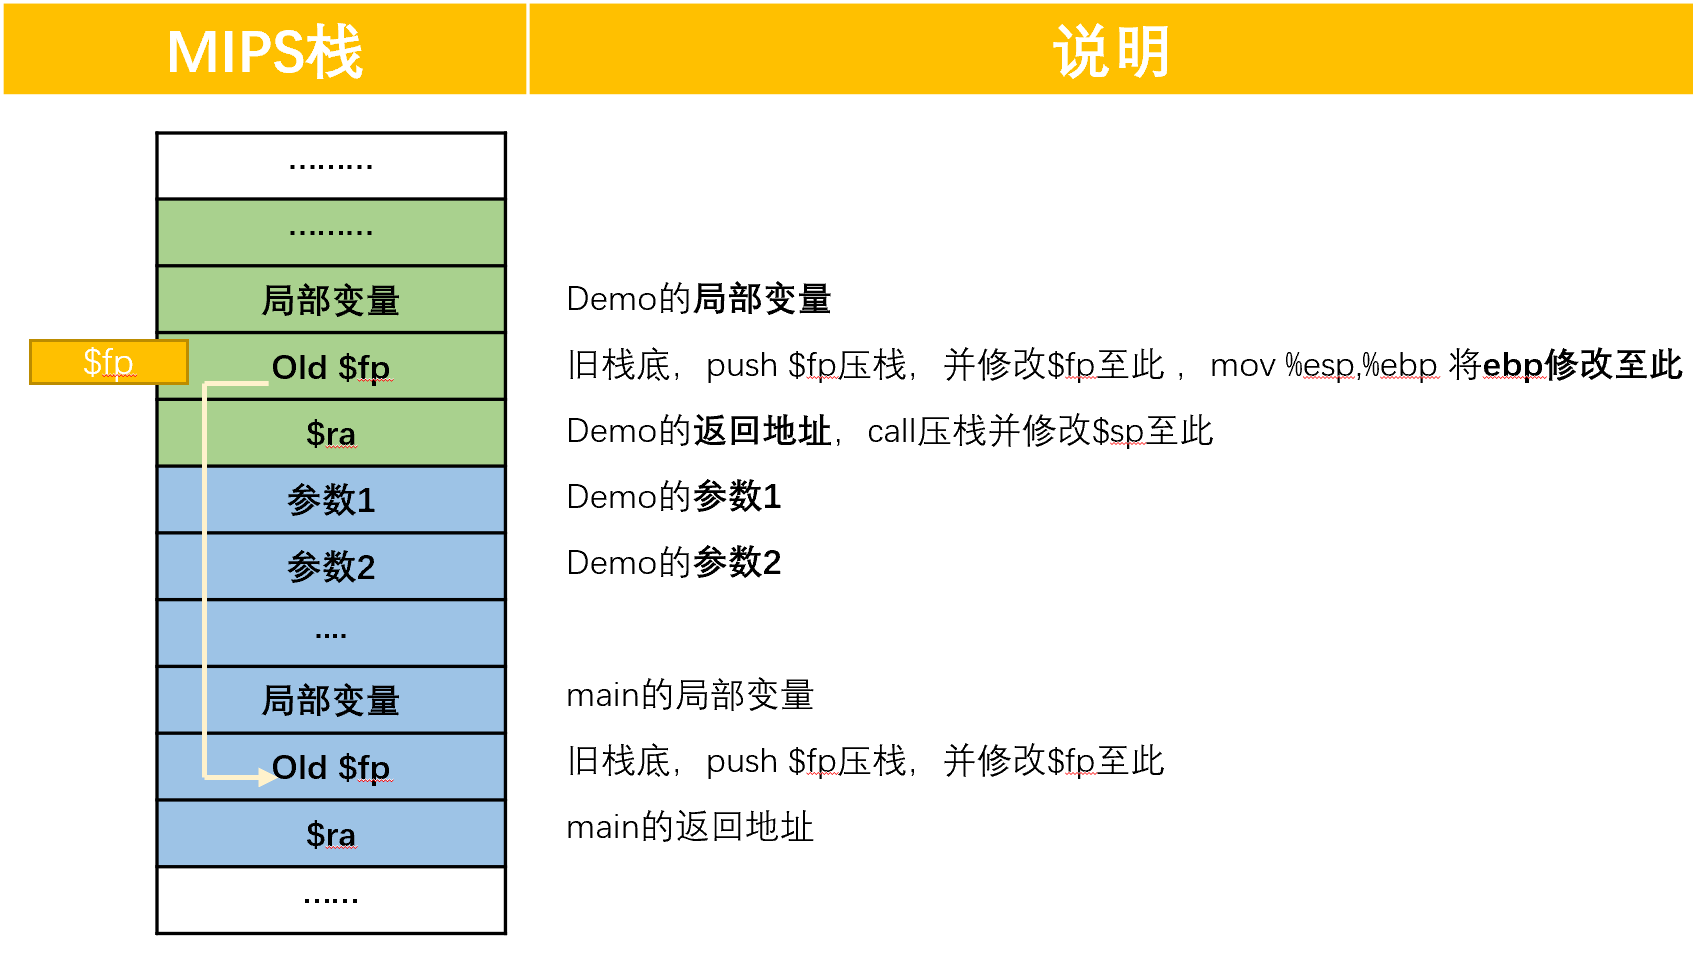 MIPS栈 说明
………
………
局部变量 Demo的局部变量
$fp Old $fp 旧栈底，push $fp压栈，并修改$fp至此 ，mov %esp,%ebp 将ebp修改至此
$ra Demo的返回地址，call压栈并修改$sp至此
参数1 Demo的参数1
参数2 Demo的参数2
....
局部变量 main的局部变量
Old $fp 旧栈底，push $fp压栈，并修改$fp至此
$ra main的返回地址
……